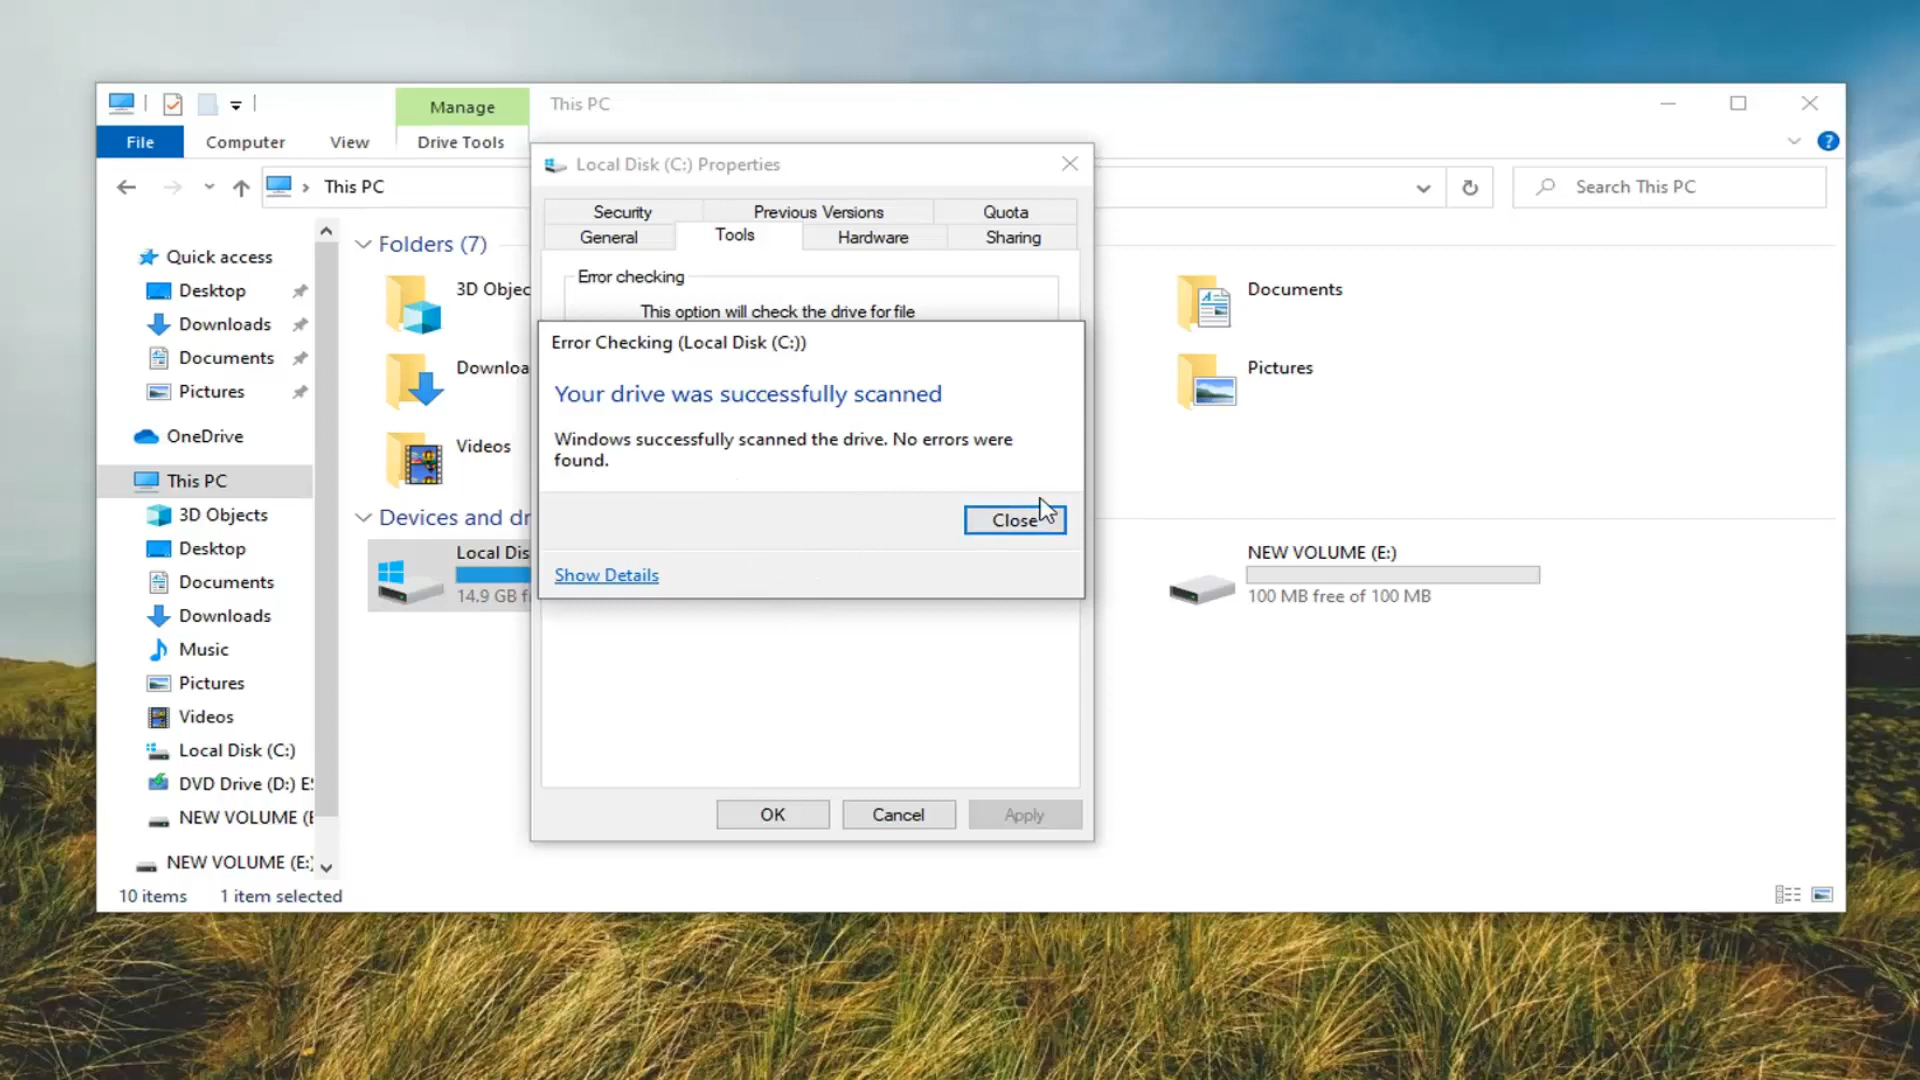 Manage
This PC
File
Computer
View
Drive Tools
This PC
Search This PC
Local Disk (C:) Properties
Security
Previous Versions
Quota
General
Tools
Hardware
Sharing
Error checking
This option will check the drive for file
Error Checking (Local Disk (C:))
Your drive was successfully scanned
Windows successfully scanned the drive. No errors were
found.
Close
Show Details
OK
Cancel
Apply
Quick access
Desktop
Downloads
Documents
Pictures
OneDrive
This PC
3D Objects
Desktop
Documents
Downloads
Music
Pictures
Videos
Local Disk (C:)
DVD Drive (D:) ES
NEW VOLUME (E
NEW VOLUME (E:)
Folders (7)
3D Objec
Documents
Downloa
Pictures
Videos
Devices and dr
Local Dis
14.9 GB f
NEW VOLUME (E:)
100 MB free of 100 MB
10 items
1 item selected